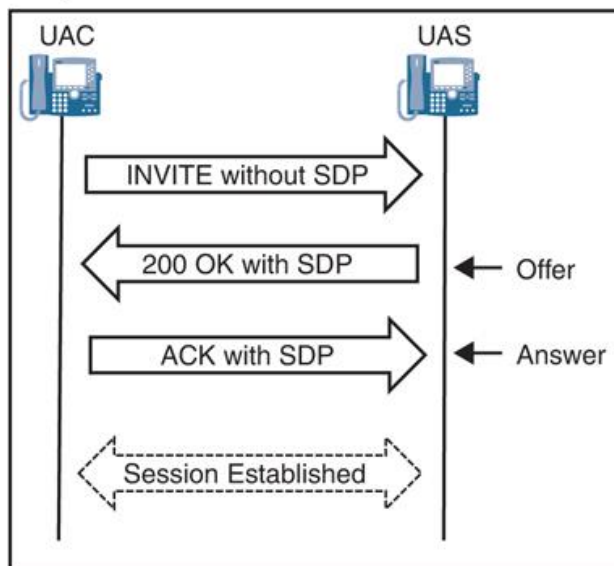 UAC
UAS
INVITE without SDP
200 OK with SDP
Offer
ACK with SDP
Answer
Session Established